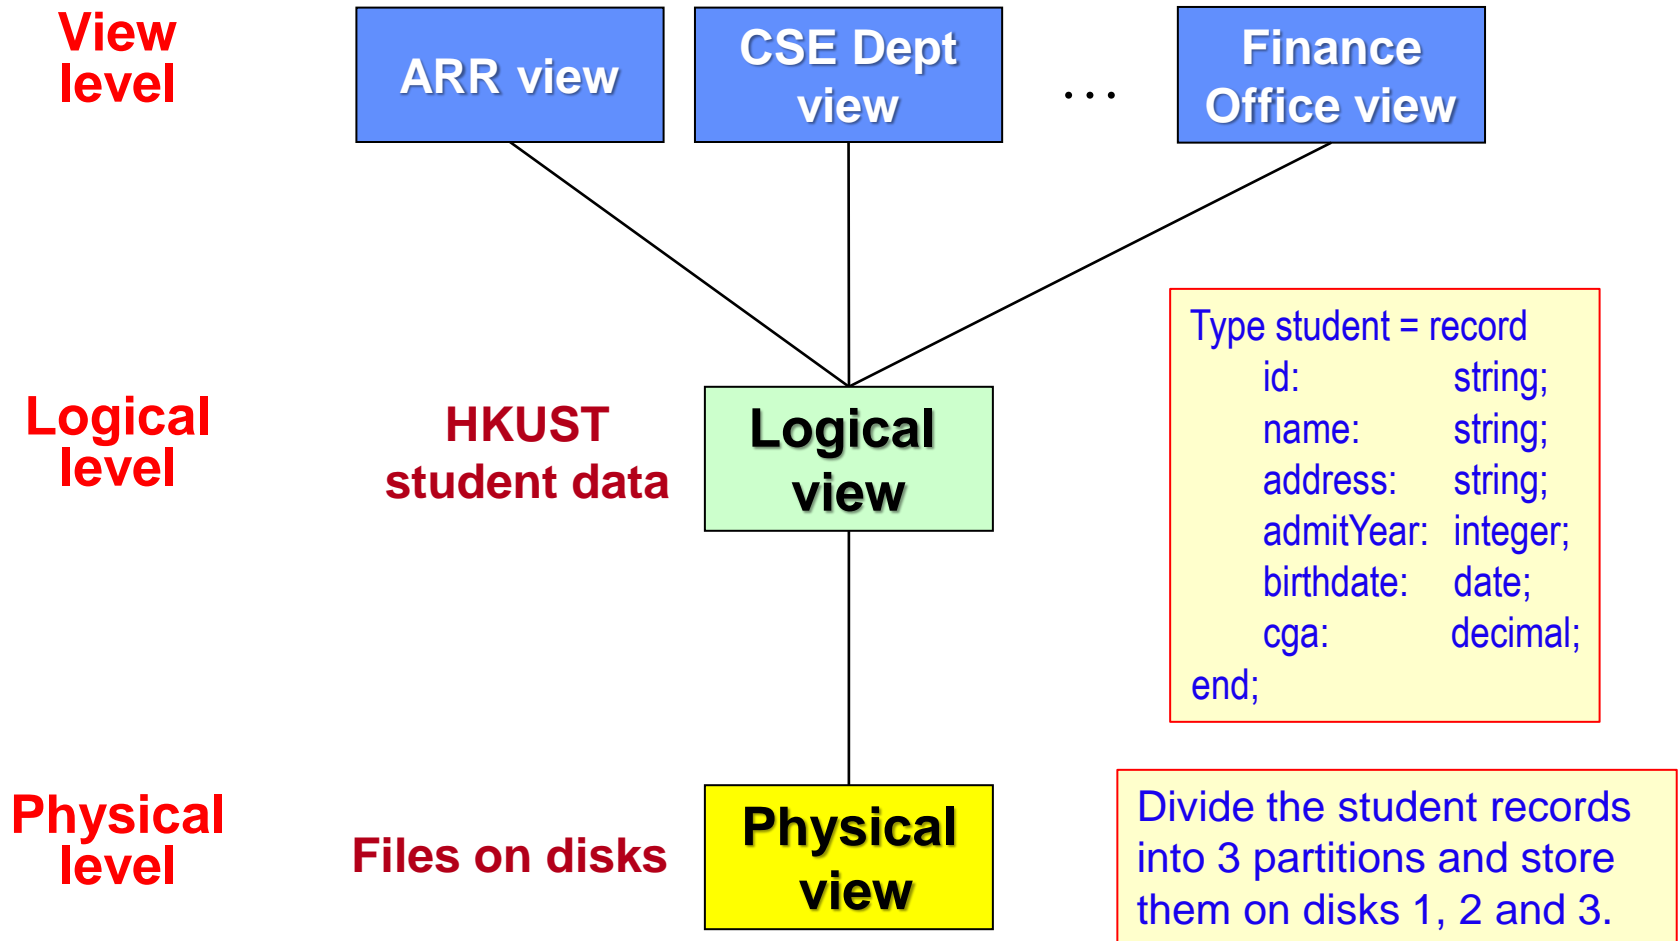 View
level
ARR view
CSE Dept
view
...
Finance
Office view
Logical
level
HKUST
student data
Logical
view
Type student = record
id: string;
name: string;
address: string;
admitYear: integer;
birthdate: date;
cga: decimal;
end;
Physical
level
Files on disks
Physical
view
Divide the student records
into 3 partitions and store
them on disks 1, 2 and 3.